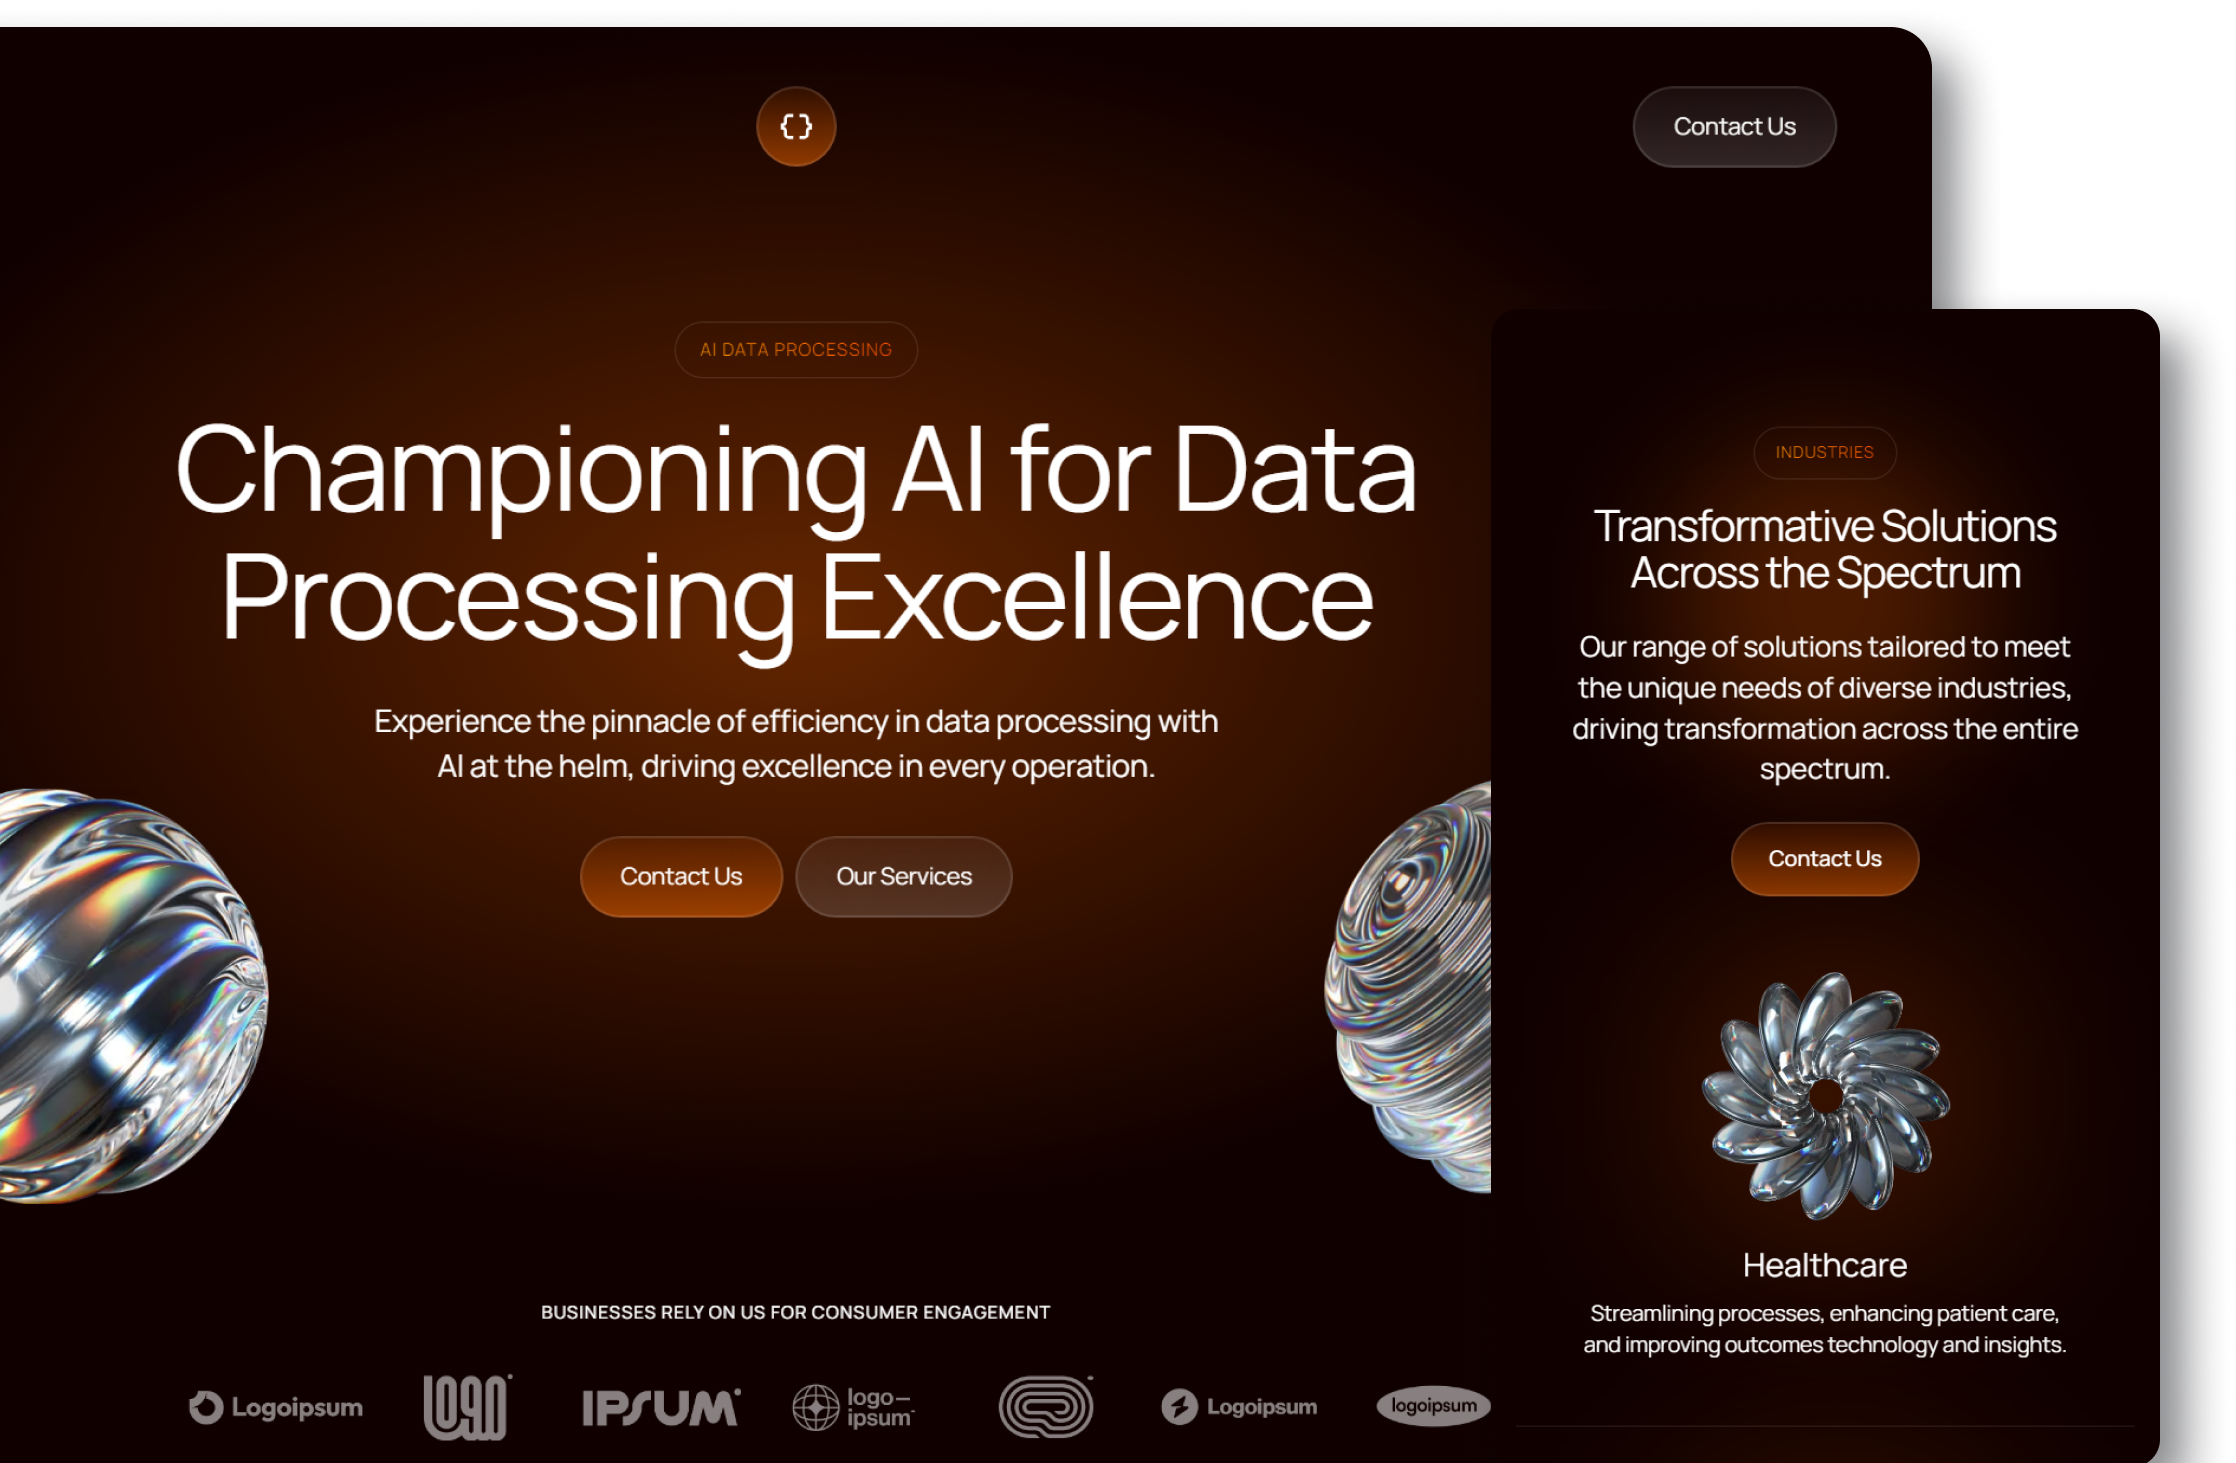 {}
Contact Us
AI DATA PROCESSING
Championing AI for Data
Processing Excellence
Experience the pinnacle of efficiency in data processing with
AI at the helm, driving excellence in every operation.
Contact Us
Our Services
BUSINESSES RELY ON US FOR CONSUMER ENGAGEMENT
Logoipsum
logo
IPSUM
logo—
ipsum
Logoipsum
logoipsum
INDUSTRIES
Transformative Solutions
Across the Spectrum
Our range of solutions tailored to meet
the unique needs of diverse industries,
driving transformation across the entire
spectrum.
Contact Us
Healthcare
Streamlining processes, enhancing patient care,
and improving outcomes technology and insights.